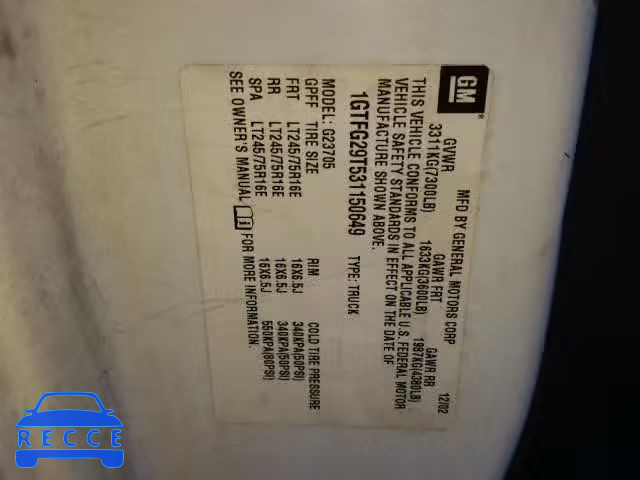 GM
MFD BY GENERAL MOTORS CORP 12/02
GVWR GAWR FRT GAWR RR
3311KG(7300LB) 1633KG(3600LB) 1987KG(4380LB)
THIS VEHICLE CONFORMS TO ALL APPLICABLE U.S. FEDERAL MOTOR
VEHICLE SAFETY STANDARDS IN EFFECT ON THE DATE OF
MANUFACTURE SHOWN ABOVE.
1GTFG29T531150649 TYPE: TRUCK
MODEL: G23705
GPFF TIRE SIZE RIM COLD TIRE PRESSURE
FRT LT245/75R16E 16X6.5J 340KPA(50PSI)
RR LT245/75R16E 16X6.5J 340KPA(50PSI)
SPA LT245/75R16E 16X6.5J 550KPA(80PSI)
SEE OWNER'S MANUAL FOR MORE INFORMATION.
RECCE